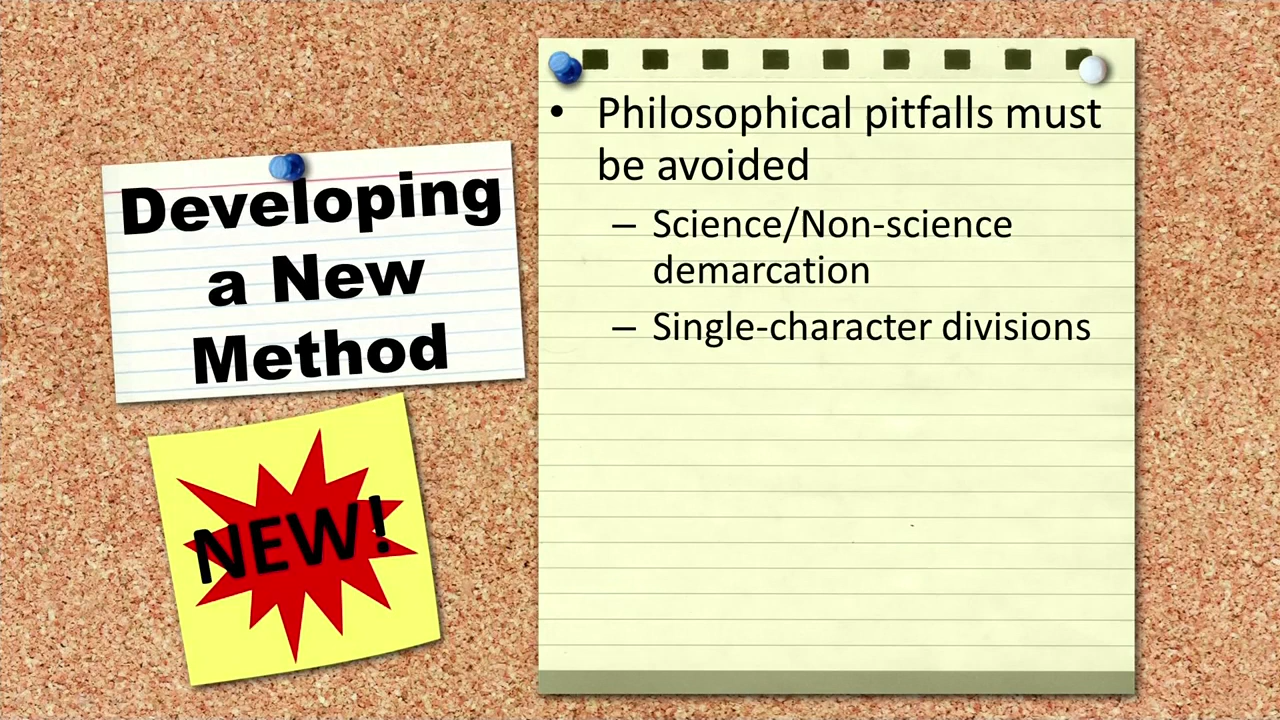 Developing
a New
Method
NEW!
• Philosophical pitfalls must
be avoided
– Science/Non-science
demarcation
– Single-character divisions